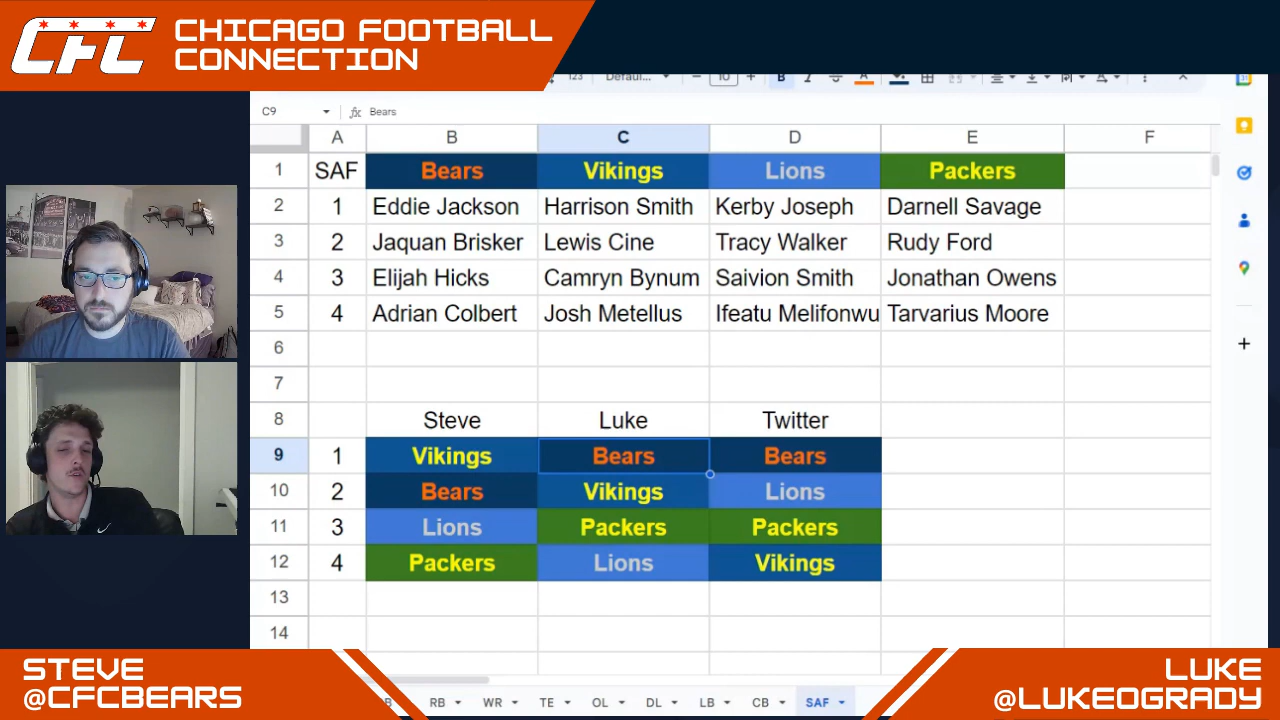 CFC
CHICAGO FOOTBALL
CONNECTION
123 Defaul... 10 B I
C9 fx Bears
A B C D E F
1 SAF Bears Vikings Lions Packers
2 1 Eddie Jackson Harrison Smith Kerby Joseph Darnell Savage
3 2 Jaquan Brisker Lewis Cine Tracy Walker Rudy Ford
4 3 Elijah Hicks Camryn Bynum Saivion Smith Jonathan Owens
5 4 Adrian Colbert Josh Metellus Ifeatu Melifonwu Tarvarius Moore
6
7
8 Steve Luke Twitter
9 1 Vikings Bears Bears
10 2 Bears Vikings Lions
11 3 Lions Packers Packers
12 4 Packers Lions Vikings
13
14
RB WR TE OL DL LB CB SAF
STEVE
@CFCBEARS
LUKE
@LUKEOGRADY